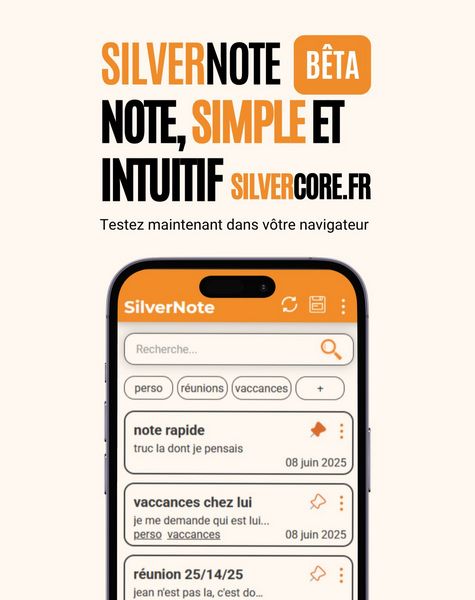 SILVERNOTE BÊTA
NOTE, SIMPLE ET
INTUITIF SILVERCORE.FR
Testez maintenant dans vôtre navigateur
SilverNote
Recherche...
perso réunions vaccances +
note rapide
truc la dont je pensais
08 juin 2025
vaccances chez lui
je me demande qui est lui...
perso vaccances 08 juin 2025
réunion 25/14/25
jean n'est pas la, c'est do...